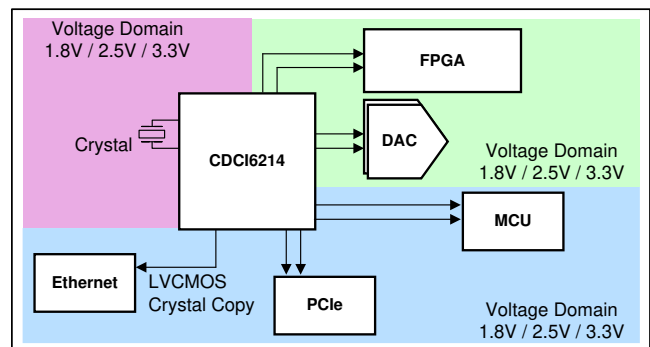 Voltage Domain
1.8V / 2.5V / 3.3V
FPGA
Crystal
CDCI6214
DAC
Voltage Domain
1.8V / 2.5V / 3.3V
MCU
Ethernet
LVCMOS
Crystal Copy
PCIe
Voltage Domain
1.8V / 2.5V / 3.3V